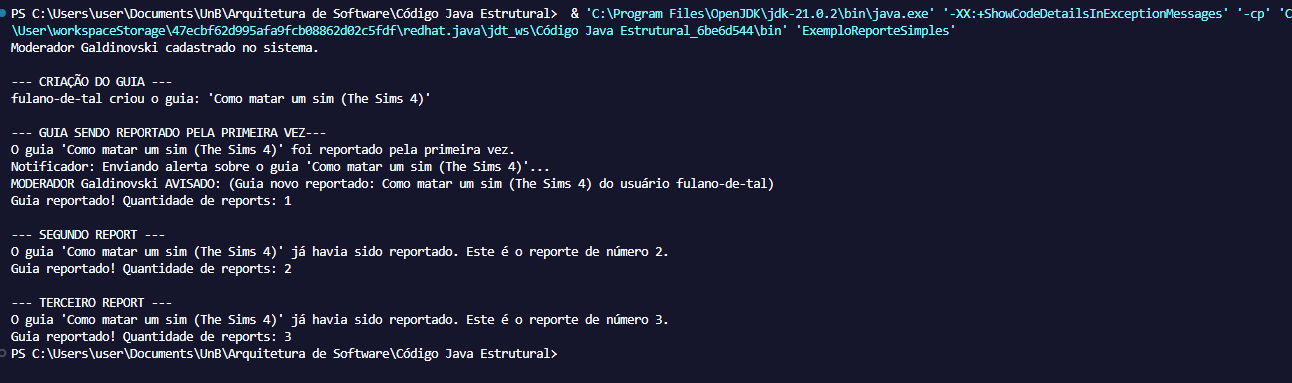 PS C:\Users\user\Documents\UnB\Arquitetura de Software\Código Java Estrutural>  & 'C:\Program Files\OpenJDK\jdk-21.0.2\bin\java.exe' '-XX:+ShowCodeDetailsInExceptionMessages' '-cp' 'C
\User\workspaceStorage\47ecbf62d995afa9fcb08862d02c5fdf\redhat.java\jdt_ws\Código Java Estrutural_6be6d544\bin' 'ExemploReporteSimples'
Moderador Galdinovski cadastrado no sistema.

--- CRIAÇÃO DO GUIA ---
fulano-de-tal criou o guia: 'Como matar um sim (The Sims 4)'

--- GUIA SENDO REPORTADO PELA PRIMEIRA VEZ---
O guia 'Como matar um sim (The Sims 4)' foi reportado pela primeira vez.
Notificador: Enviando alerta sobre o guia 'Como matar um sim (The Sims 4)'...
MODERADOR Galdinovski AVISADO: (Guia novo reportado: Como matar um sim (The Sims 4) do usuário fulano-de-tal)
Guia reportado! Quantidade de reports: 1

--- SEGUNDO REPORT ---
O guia 'Como matar um sim (The Sims 4)' já havia sido reportado. Este é o reporte de número 2.
Guia reportado! Quantidade de reports: 2

--- TERCEIRO REPORT ---
O guia 'Como matar um sim (The Sims 4)' já havia sido reportado. Este é o reporte de número 3.
Guia reportado! Quantidade de reports: 3
PS C:\Users\user\Documents\UnB\Arquitetura de Software\Código Java Estrutural>